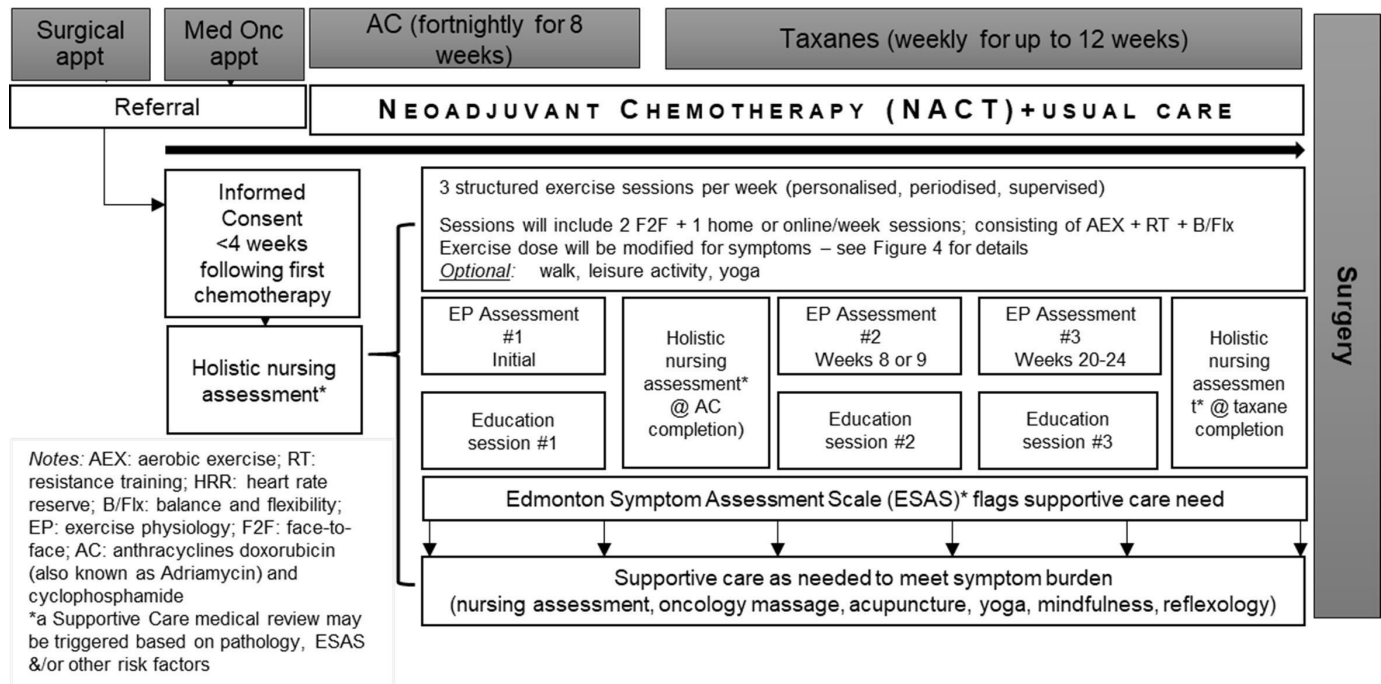 Surgical
appt
Med Onc
appt
AC (fortnightly for 8
weeks)
Taxanes (weekly for up to 12 weeks)
Referral
NEOADJUVANT CHEMOTHERAPY (NACT)+USUAL CARE
Informed
Consent
<4 weeks
following first
chemotherapy
Holistic nursing
assessment*
3 structured exercise sessions per week (personalised, periodised, supervised)
Sessions will include 2 F2F + 1 home or online/week sessions; consisting of AEX + RT + B/Flx
Exercise dose will be modified for symptoms – see Figure 4 for details
Optional: walk, leisure activity, yoga
EP Assessment
#1
Initial
Education
session #1
Holistic
nursing
assessment*
@ AC
completion)
EP Assessment
#2
Weeks 8 or 9
Education
session #2
EP Assessment
#3
Weeks 20-24
Education
session #3
Holistic
nursing
assessmen
t* @ taxane
completion
Edmonton Symptom Assessment Scale (ESAS)* flags supportive care need
Supportive care as needed to meet symptom burden
(nursing assessment, oncology massage, acupuncture, yoga, mindfulness, reflexology)
Surgery
Notes: AEX: aerobic exercise; RT:
resistance training; HRR: heart rate
reserve; B/Flx: balance and flexibility;
EP: exercise physiology; F2F: face-to-
face; AC: anthracyclines doxorubicin
(also known as Adriamycin) and
cyclophosphamide
*a Supportive Care medical review may
be triggered based on pathology, ESAS
&/or other risk factors